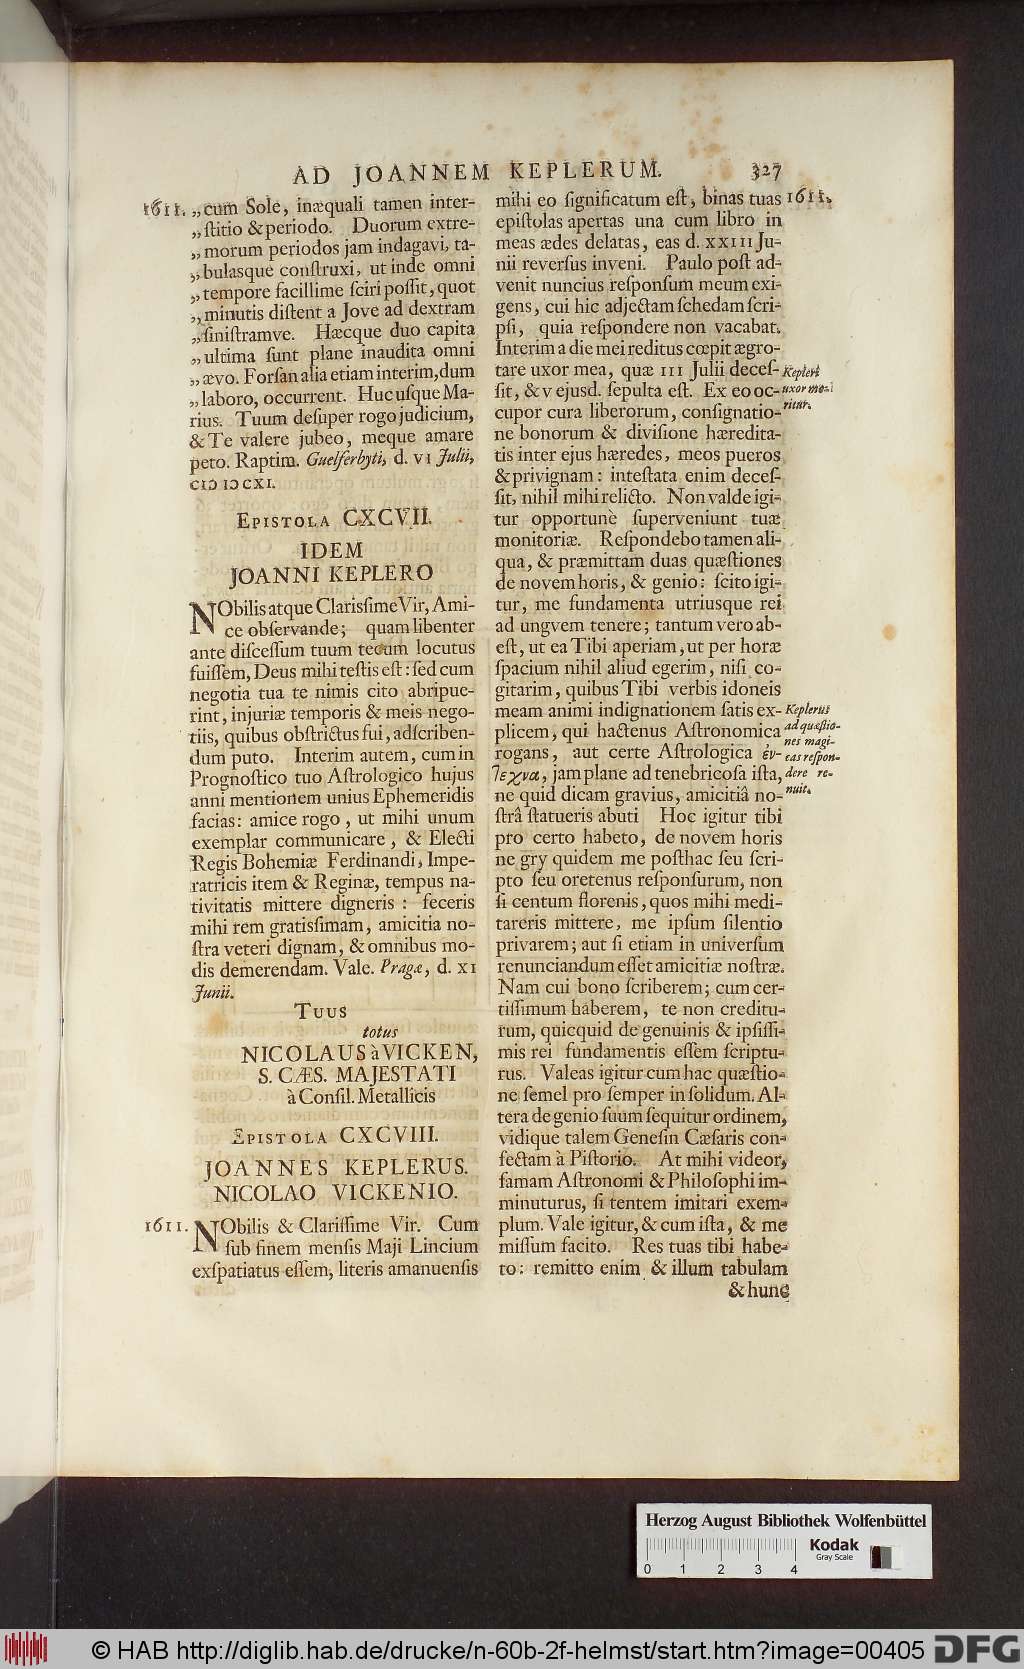 AD JOANNEM KEPLERUM. 327
1611. „cum Sole, inæquali tamen inter-
„ſtitio & periodo. Duorum extre-
„morum periodos jam indagavi, ta-
„bulasque conſtruxi, ut inde omni
„tempore facillime ſciri poſſit, quot
„minutis diſtent a Jove ad dextram
„ſiniſtramve. Hæcque duo capita
„ultima ſunt plane inaudita omni
„ævo. Forſan alia etiam interim, dum
„laboro, occurrent. Huc uſque Ma-
rius. Tuum deſuper rogo judicium,
& Te valere jubeo, meque amare
peto. Raptim. Guelferbyti, d. VI Julii,
CIↃ IↃCXI.
EPISTOLA CXCVII.
IDEM
JOANNI KEPLERO
NObilis atque Clarisſime Vir, Ami-
ce obſervande; quam libenter
ante diſceſſum tuum tecum locutus
fuiſſem, Deus mihi teſtis eſt: ſed cum
negotia tua te nimis cito abripue-
rint, injuriæ temporis & meis nego-
tiis, quibus obſtrictus fui, adſcriben-
dum puto. Interim autem, cum in
Prognoſtico tuo Aſtrologico hujus
anni mentionem unius Ephemeridis
facias: amice rogo, ut mihi unum
exemplar communicare, & Electi
Regis Bohemiæ Ferdinandi, Impe-
ratricis item & Reginæ, tempus na-
tivitatis mittere digneris: feceris
mihi rem gratisſimam, amicitia no-
ſtra veteri dignam, & omnibus mo-
dis demerendam. Vale. Pragæ, d. XI
Junii.
TUUS
totus
NICOLAUS à VICKEN,
S. CÆS. MAJESTATI
à Conſil. Metallicis
EPISTOLA CXCVIII.
JOANNES KEPLERUS.
NICOLAO VICKENIO.
1611. NObilis & Clariſſime Vir. Cum
ſub finem menſis Maji Lincium
exſpatiatus eſſem, literis amanuenſis
mihi eo ſignificatum eſt, binas tuas 1611.
epiſtolas apertas una cum libro in
meas ædes delatas, eas d. XXIII Ju-
nii reverſus inveni. Paulo poſt ad-
venit nuncius reſponſum meum exi-
gens, cui hic adjectam ſchedam ſcri-
pſi, quia reſpondere non vacabat.
Interim a die mei reditus cœpit ægro-
tare uxor mea, quæ III Julii deceſ-
ſit, & V ejusd. ſepulta eſt. Ex eo oc-
cupor cura liberorum, conſignatio-
ne bonorum & diviſione hæredita-
tis inter ejus hæredes, meos pueros
& privignam: inteſtata enim deceſ-
ſit, nihil mihi relicto. Non valde igi-
tur opportunè ſuperveniunt tuæ
monitoriæ. Reſpondebo tamen ali-
qua, & præmittam duas quæſtiones
de novem horis, & genio: ſcito igi-
tur, me fundamenta utriusque rei
ad ungvem tenere; tantum vero ab-
eſt, ut ea Tibi aperiam, ut per horæ
ſpacium nihil aliud egerim, niſi co-
gitarim, quibus Tibi verbis idoneis
meam animi indignationem ſatis ex-
plicem, qui hactenus Aſtronomica
rogans, aut certe Aſtrologica ἐν-
τεχνα, jam plane ad tenebricoſa iſta,
ne quid dicam gravius, amicitiâ no-
ſtrâ ſtatueris abuti Hoc igitur tibi
pro certo habeto, de novem horis
ne gry quidem me poſthac ſeu ſcri-
pto ſeu oretenus reſponſurum, non
ſi centum florenis, quos mihi medi-
tareris mittere, me ipſum ſilentio
privarem; aut ſi etiam in univerſum
renunciandum eſſet amicitiæ noſtræ.
Nam cui bono ſcriberem; cum cer-
tiſſimum haberem, te non creditu-
rum, quicquid de genuinis & ipſiſſi-
mis rei fundamentis eſſem ſcriptu-
rus. Valeas igitur cum hac quæſtio-
ne ſemel pro ſemper in ſolidum. Al-
tera de genio ſuum ſequitur ordinem,
vidique talem Geneſin Cæſaris con-
fectam à Piſtorio. At mihi videor,
famam Aſtronomi & Philoſophi im-
minuturus, ſi tentem imitari exem-
plum. Vale igitur, & cum iſta, & me
miſſum facito. Res tuas tibi habe-
to: remitto enim & illum tabulam
& hunc
Kepleri
uxor mo-
ritur.
Keplerus
ad quæſtio-
nes magi-
cas reſpon-
dere re-
nuit.
Herzog August Bibliothek Wolfenbüttel
Kodak
Gray Scale
0 1 2 3 4
© HAB http://diglib.hab.de/drucke/n-60b-2f-helmst/start.htm?image=00405 DFG